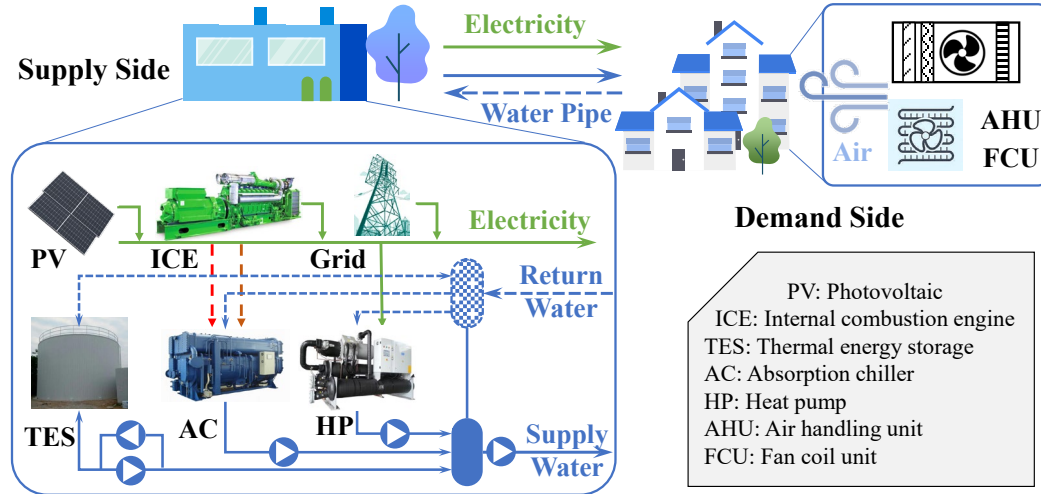 Supply Side
Electricity
Water Pipe
Air
AHU
FCU
Demand Side
PV
ICE
Grid
Electricity
Return
Water
TES
AC
HP
Supply
Water
PV: Photovoltaic
ICE: Internal combustion engine
TES: Thermal energy storage
AC: Absorption chiller
HP: Heat pump
AHU: Air handling unit
FCU: Fan coil unit